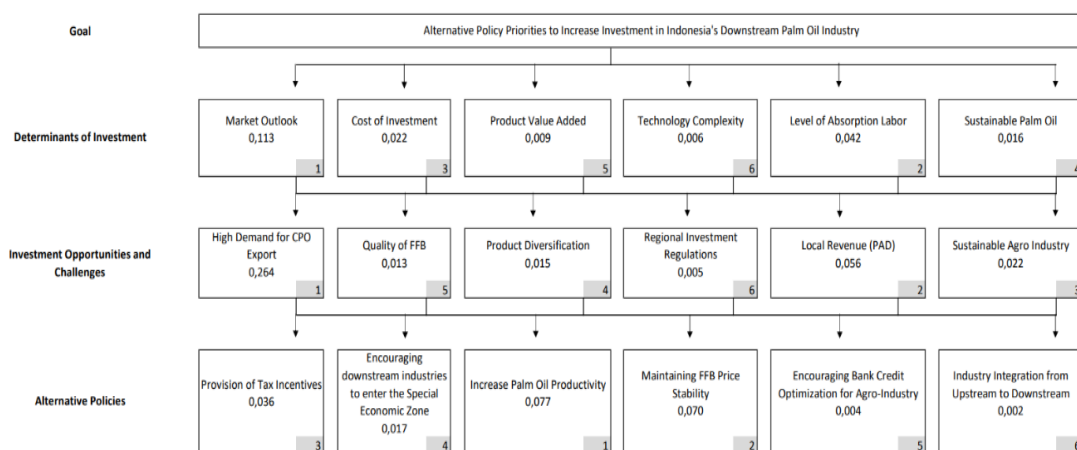 Goal
Alternative Policy Priorities to Increase Investment in Indonesia's Downstream Palm Oil Industry
Determinants of Investment
Market Outlook
0,113
1
Cost of Investment
0,022
3
Product Value Added
0,009
5
Technology Complexity
0,006
6
Level of Absorption Labor
0,042
2
Sustainable Palm Oil
0,016
4
Investment Opportunities and
Challenges
High Demand for CPO
Export
0,264
1
Quality of FFB
0,013
5
Product Diversification
0,015
4
Regional Investment
Regulations
0,005
6
Local Revenue (PAD)
0,056
2
Sustainable Agro Industry
0,022
3
Alternative Policies
Provision of Tax Incentives
0,036
3
Encouraging
downstream industries
to enter the Special
Economic Zone
0,017
4
Increase Palm Oil Productivity
0,077
1
Maintaining FFB Price
Stability
0,070
2
Encouraging Bank Credit
Optimization for Agro-Industry
0,004
5
Industry Integration from
Upstream to Downstream
0,002
6